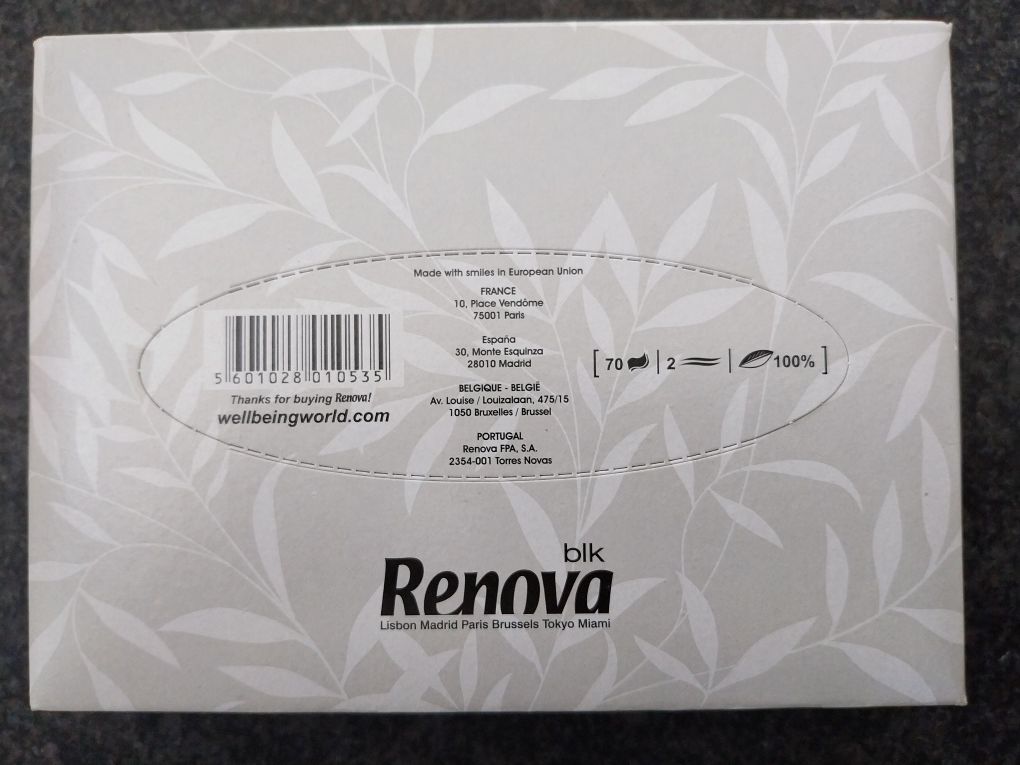 Made with smiles in European Union
FRANCE
10, Place Vendôme
75001 Paris
España
30, Monte Esquinza
28010 Madrid
BELGIQUE - BELGIË
Av. Louise / Louizalaan, 475/15
1050 Bruxelles / Brussel
PORTUGAL
Renova FPA, S.A.
2354-001 Torres Novas
5 601028 010535
Thanks for buying Renova!
wellbeingworld.com
[ 70 | 2 | 100% ]
blk
Renova
Lisbon Madrid Paris Brussels Tokyo Miami